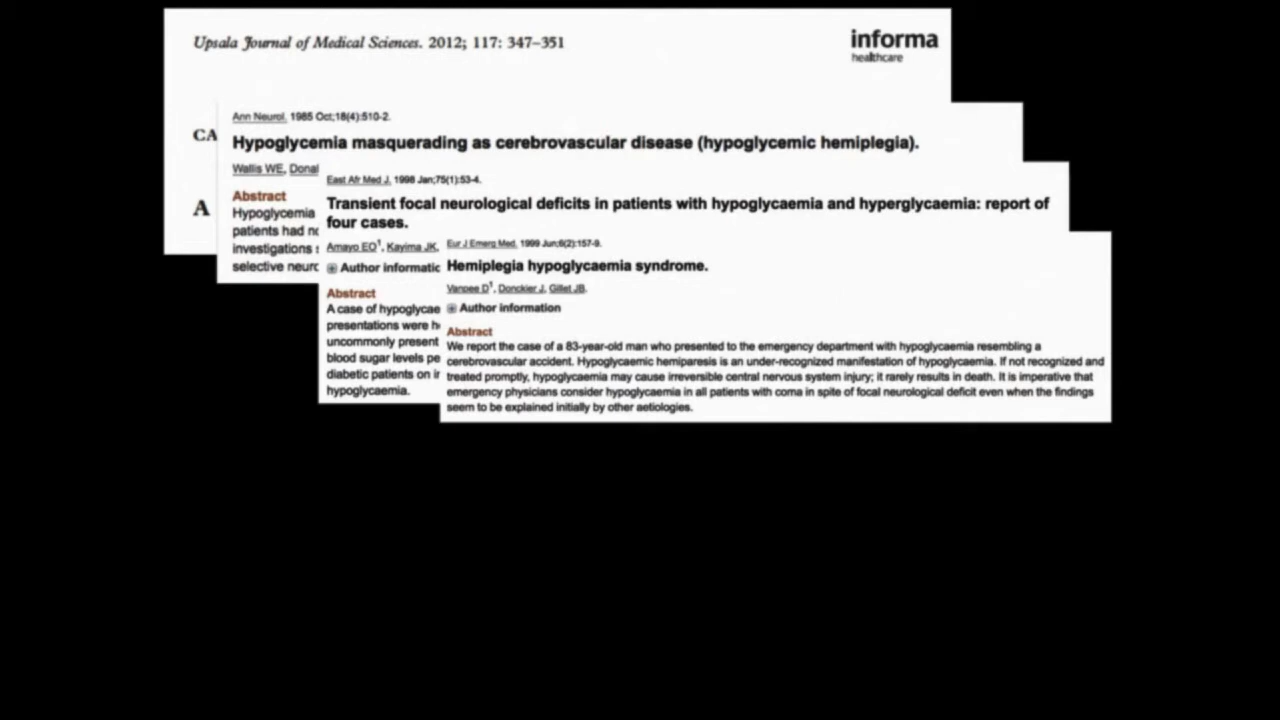 Upsala Journal of Medical Sciences. 2012; 117: 347–351
informa
healthcare
CA
A
Ann Neurol. 1985 Oct;18(4):510-2.
Hypoglycemia masquerading as cerebrovascular disease (hypoglycemic hemiplegia).
Wallis WE, Donal
Abstract
Hypoglycemia
patients had no
investigations s
selective neuro
East Afr Med J. 1998 Jan;75(1):53-4.
Transient focal neurological deficits in patients with hypoglycaemia and hyperglycaemia: report of
four cases.
Amayo EO1, Kayima JK,
Author informatic
Abstract
A case of hypoglycae
presentations were he
uncommonly present
blood sugar levels pe
diabetic patients on ir
hypoglycaemia.
Eur J Emerg Med. 1999 Jun;6(2):157-9.
Hemiplegia hypoglycaemia syndrome.
Vanpee D1, Donckier J, Gillet JB.
Author information
Abstract
We report the case of a 83-year-old man who presented to the emergency department with hypoglycaemia resembling a
cerebrovascular accident. Hypoglycaemic hemiparesis is an under-recognized manifestation of hypoglycaemia. If not recognized and
treated promptly, hypoglycaemia may cause irreversible central nervous system injury; it rarely results in death. It is imperative that
emergency physicians consider hypoglycaemia in all patients with coma in spite of focal neurological deficit even when the findings
seem to be explained initially by other aetiologies.